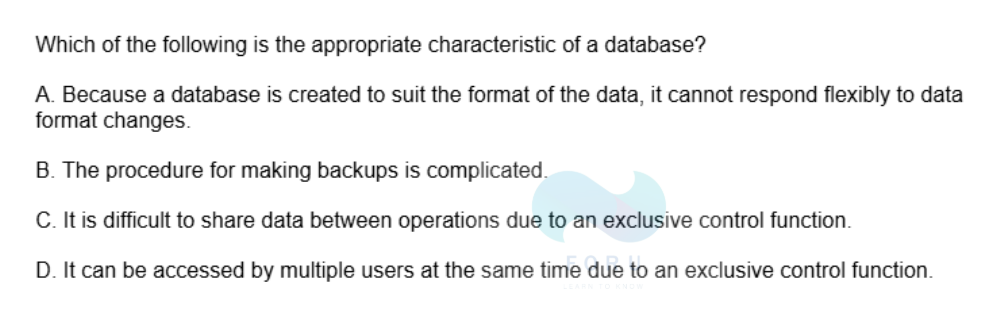 Which of the following is the appropriate characteristic of a database?
A. Because a database is created to suit the format of the data, it cannot respond flexibly to data
format changes.
B. The procedure for making backups is complicated.
C. It is difficult to share data between operations due to an exclusive control function.
D. It can be accessed by multiple users at the same time due to an exclusive control function.